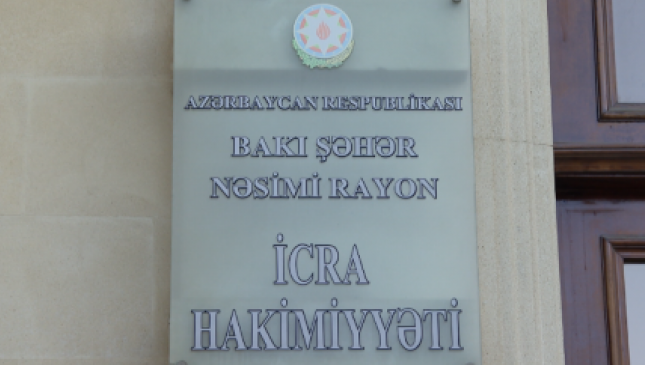 AZƏRBAYCAN RESPUBLİKASI
BAKI ŞƏHƏR
NƏSİMİ RAYON
İCRA
HAKİMİYYƏTİ